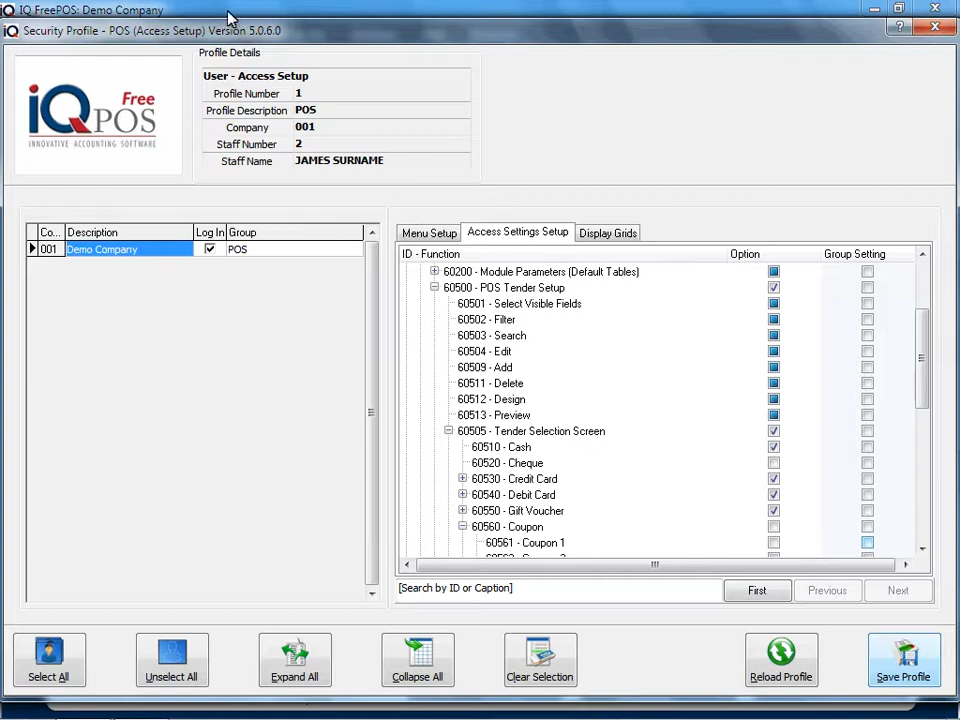 IQ FreePOS: Demo Company
Security Profile - POS (Access Setup) Version 5.0.6.0
Profile Details
iQ Free POS
INNOVATIVE ACCOUNTING SOFTWARE
User - Access Setup
Profile Number 1
Profile Description POS
Company 001
Staff Number 2
Staff Name JAMES SURNAME
Co... Description Log In Group
001 Demo Company POS
Menu Setup Access Settings Setup Display Grids
ID - Function Option Group Setting
60200 - Module Parameters (Default Tables)
60500 - POS Tender Setup
60501 - Select Visible Fields
60502 - Filter
60503 - Search
60504 - Edit
60509 - Add
60511 - Delete
60512 - Design
60513 - Preview
60505 - Tender Selection Screen
60510 - Cash
60520 - Cheque
60530 - Credit Card
60540 - Debit Card
60550 - Gift Voucher
60560 - Coupon
60561 - Coupon 1
[Search by ID or Caption] First Previous Next
Select All Unselect All Expand All Collapse All Clear Selection Reload Profile Save Profile